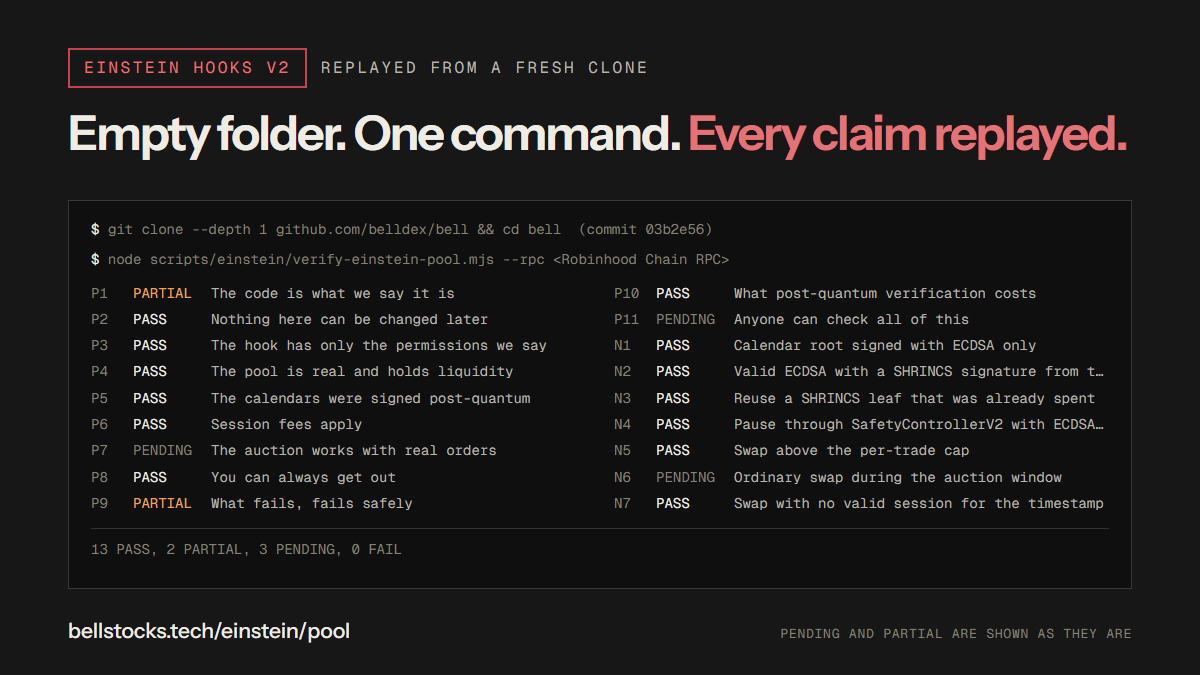 EINSTEIN HOOKS V2 REPLAYED FROM A FRESH CLONE
Empty folder. One command. Every claim replayed.
$ git clone --depth 1 github.com/belldex/bell && cd bell (commit 03b2e56)
$ node scripts/einstein/verify-einstein-pool.mjs --rpc <Robinhood Chain RPC>
P1 PARTIAL The code is what we say it is
P2 PASS Nothing here can be changed later
P3 PASS The hook has only the permissions we say
P4 PASS The pool is real and holds liquidity
P5 PASS The calendars were signed post-quantum
P6 PASS Session fees apply
P7 PENDING The auction works with real orders
P8 PASS You can always get out
P9 PARTIAL What fails, fails safely
P10 PASS What post-quantum verification costs
P11 PENDING Anyone can check all of this
N1 PASS Calendar root signed with ECDSA only
N2 PASS Valid ECDSA with a SHRINCS signature from t…
N3 PASS Reuse a SHRINCS leaf that was already spent
N4 PASS Pause through SafetyControllerV2 with ECDSA…
N5 PASS Swap above the per-trade cap
N6 PENDING Ordinary swap during the auction window
N7 PASS Swap with no valid session for the timestamp
13 PASS, 2 PARTIAL, 3 PENDING, 0 FAIL
bellstocks.tech/einstein/pool
PENDING AND PARTIAL ARE SHOWN AS THEY ARE